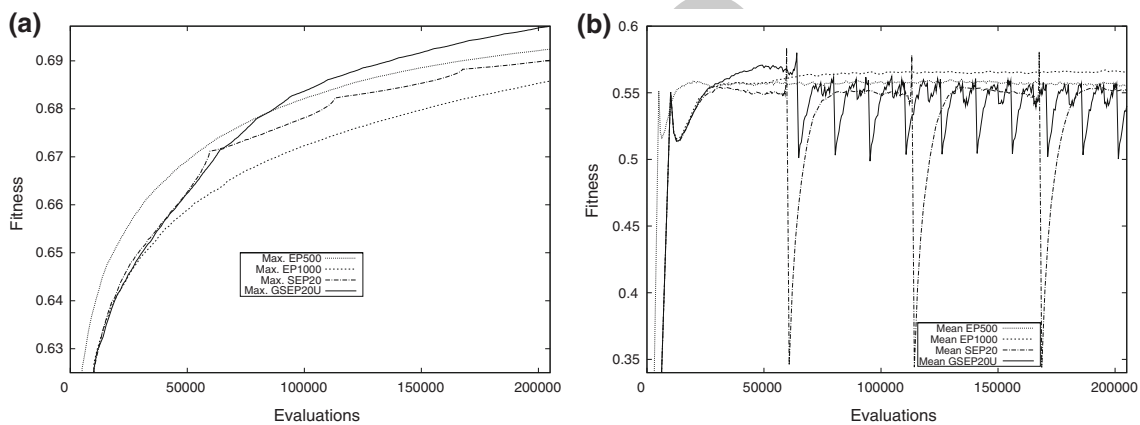 (a)
0.69
0.68
0.67
0.66
0.65
0.64
0.63
Fitness
Max. EP500
Max. EP1000
Max. SEP20
Max. GSEP20U
0 50000 100000 150000 200000
Evaluations
(b)
0.6
0.55
0.5
0.45
0.4
0.35
Fitness
Mean EP500
Mean EP1000
Mean SEP20
Mean GSEP20U
0 50000 100000 150000 200000
Evaluations